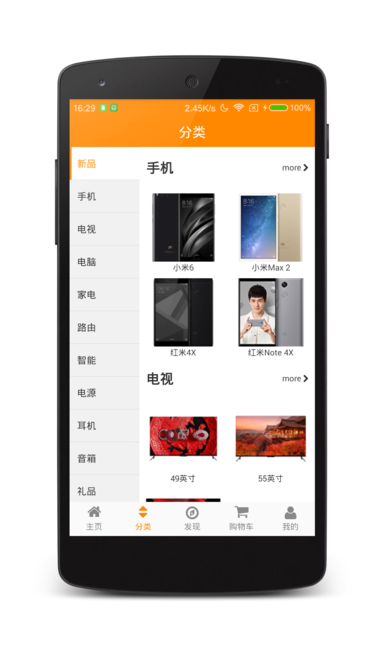 16:29 2.45K/s 100%
分类
新品
手机
电视
电脑
家电
路由
智能
电源
耳机
音箱
礼品
手机 more
小米6 小米Max 2
红米4X 红米Note 4X
电视 more
49英寸 55英寸
主页 分类 发现 购物车 我的